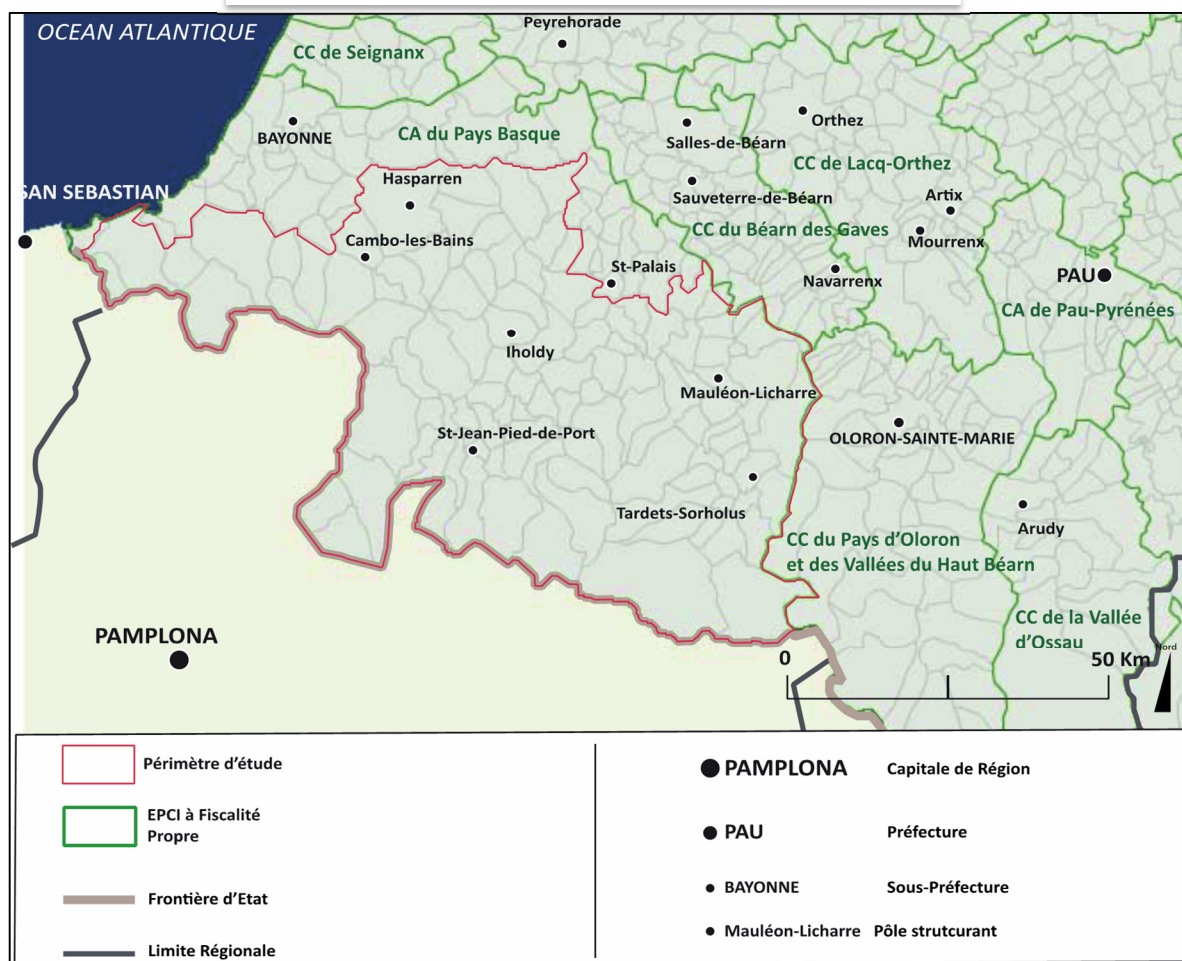 OCEAN ATLANTIQUE
Peyrehorade
CC de Seignanx
BAYONNE
CA du Pays Basque
Orthez
Salles-de-Béarn
CC de Lacq-Orthez
Hasparren
SAN SEBASTIAN
Sauveterre-de-Béarn
Artix
CC du Béarn des Gaves
Mourrenx
Cambo-les-Bains
St-Palais
Navarrenx
PAU
CA de Pau-Pyrénées
Iholdy
Mauléon-Licharre
St-Jean-Pied-de-Port
OLORON-SAINTE-MARIE
Tardets-Sorholus
Arudy
CC du Pays d'Oloron
et des Vallées du Haut Béarn
CC de la Vallée
d'Ossau
PAMPLONA
Nord
0
50 Km
Périmètre d'étude
EPCI à Fiscalité
Propre
Frontière d'Etat
Limite Régionale
PAMPLONA Capitale de Région
PAU Préfecture
BAYONNE Sous-Préfecture
Mauléon-Licharre Pôle strutcurant